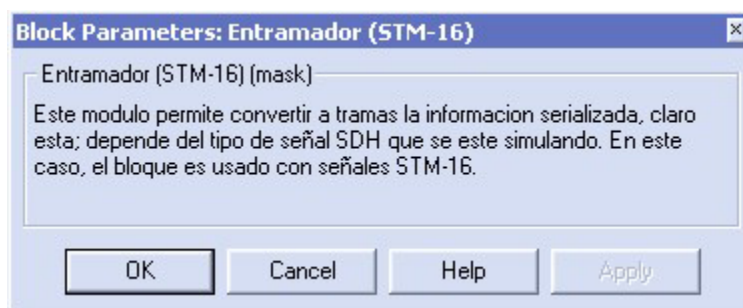 Block Parameters: Entramador (STM-16)
Entramador (STM-16) (mask)
Este modulo permite convertir a tramas la informacion serializada, claro
esta; depende del tipo de señal SDH que se este simulando. En este
caso, el bloque es usado con señales STM-16.
OK Cancel Help Apply